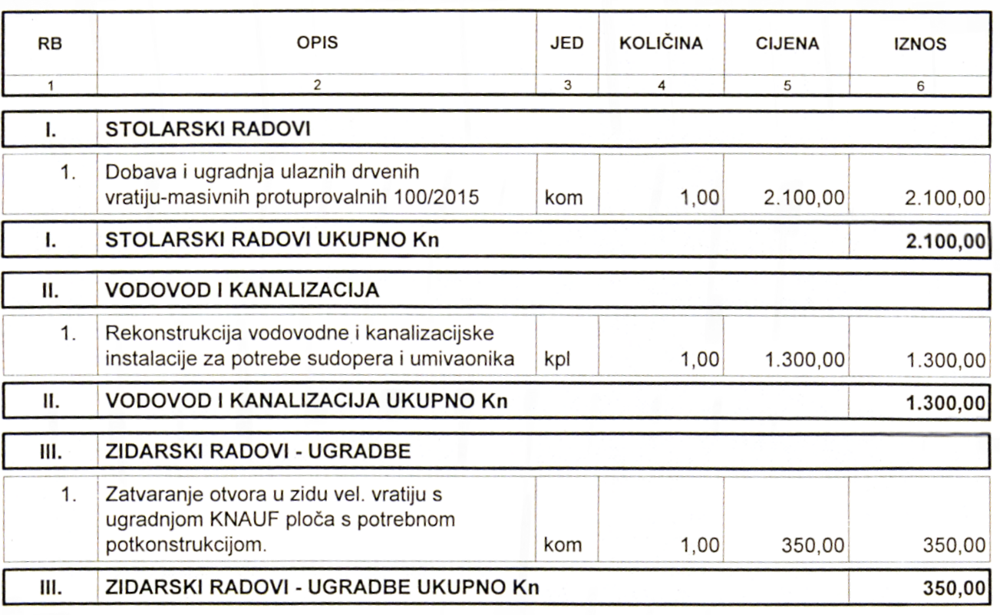 RB OPIS JED KOLIČINA CIJENA IZNOS
1 2 3 4 5 6
I. STOLARSKI RADOVI
1. Dobava i ugradnja ulaznih drvenih
vratiju-masivnih protuprovalnih 100/2015 kom 1,00 2.100,00 2.100,00
I. STOLARSKI RADOVI UKUPNO Kn 2.100,00
II. VODOVOD I KANALIZACIJA
1. Rekonstrukcija vodovodne i kanalizacijske
instalacije za potrebe sudopera i umivaonika kpl 1,00 1.300,00 1.300,00
II. VODOVOD I KANALIZACIJA UKUPNO Kn 1.300,00
III. ZIDARSKI RADOVI - UGRADBE
1. Zatvaranje otvora u zidu vel. vratiju s
ugradnjom KNAUF ploča s potrebnom
potkonstrukcijom. kom 1,00 350,00 350,00
III. ZIDARSKI RADOVI - UGRADBE UKUPNO Kn 350,00